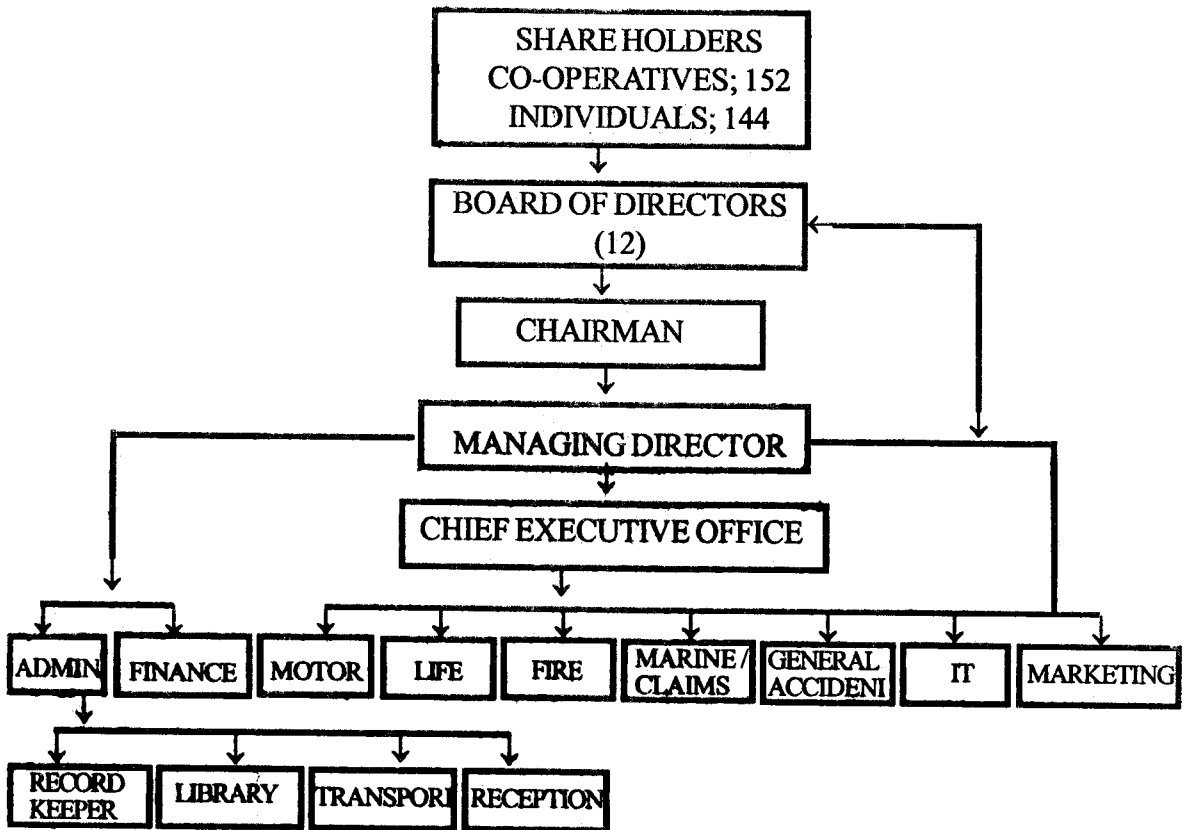 SHARE HOLDERS
CO-OPERATIVES; 152
INDIVIDUALS; 144
BOARD OF DIRECTORS
(12)
CHAIRMAN
MANAGING DIRECTOR
CHIEF EXECUTIVE OFFICE
ADMIN
FINANCE
MOTOR
LIFE
FIRE
MARINE /
CLAIMS
GENERAL
ACCIDENI
IT
MARKETING
RECORD
KEEPER
LIBRARY
TRANSPORI
RECEPTION